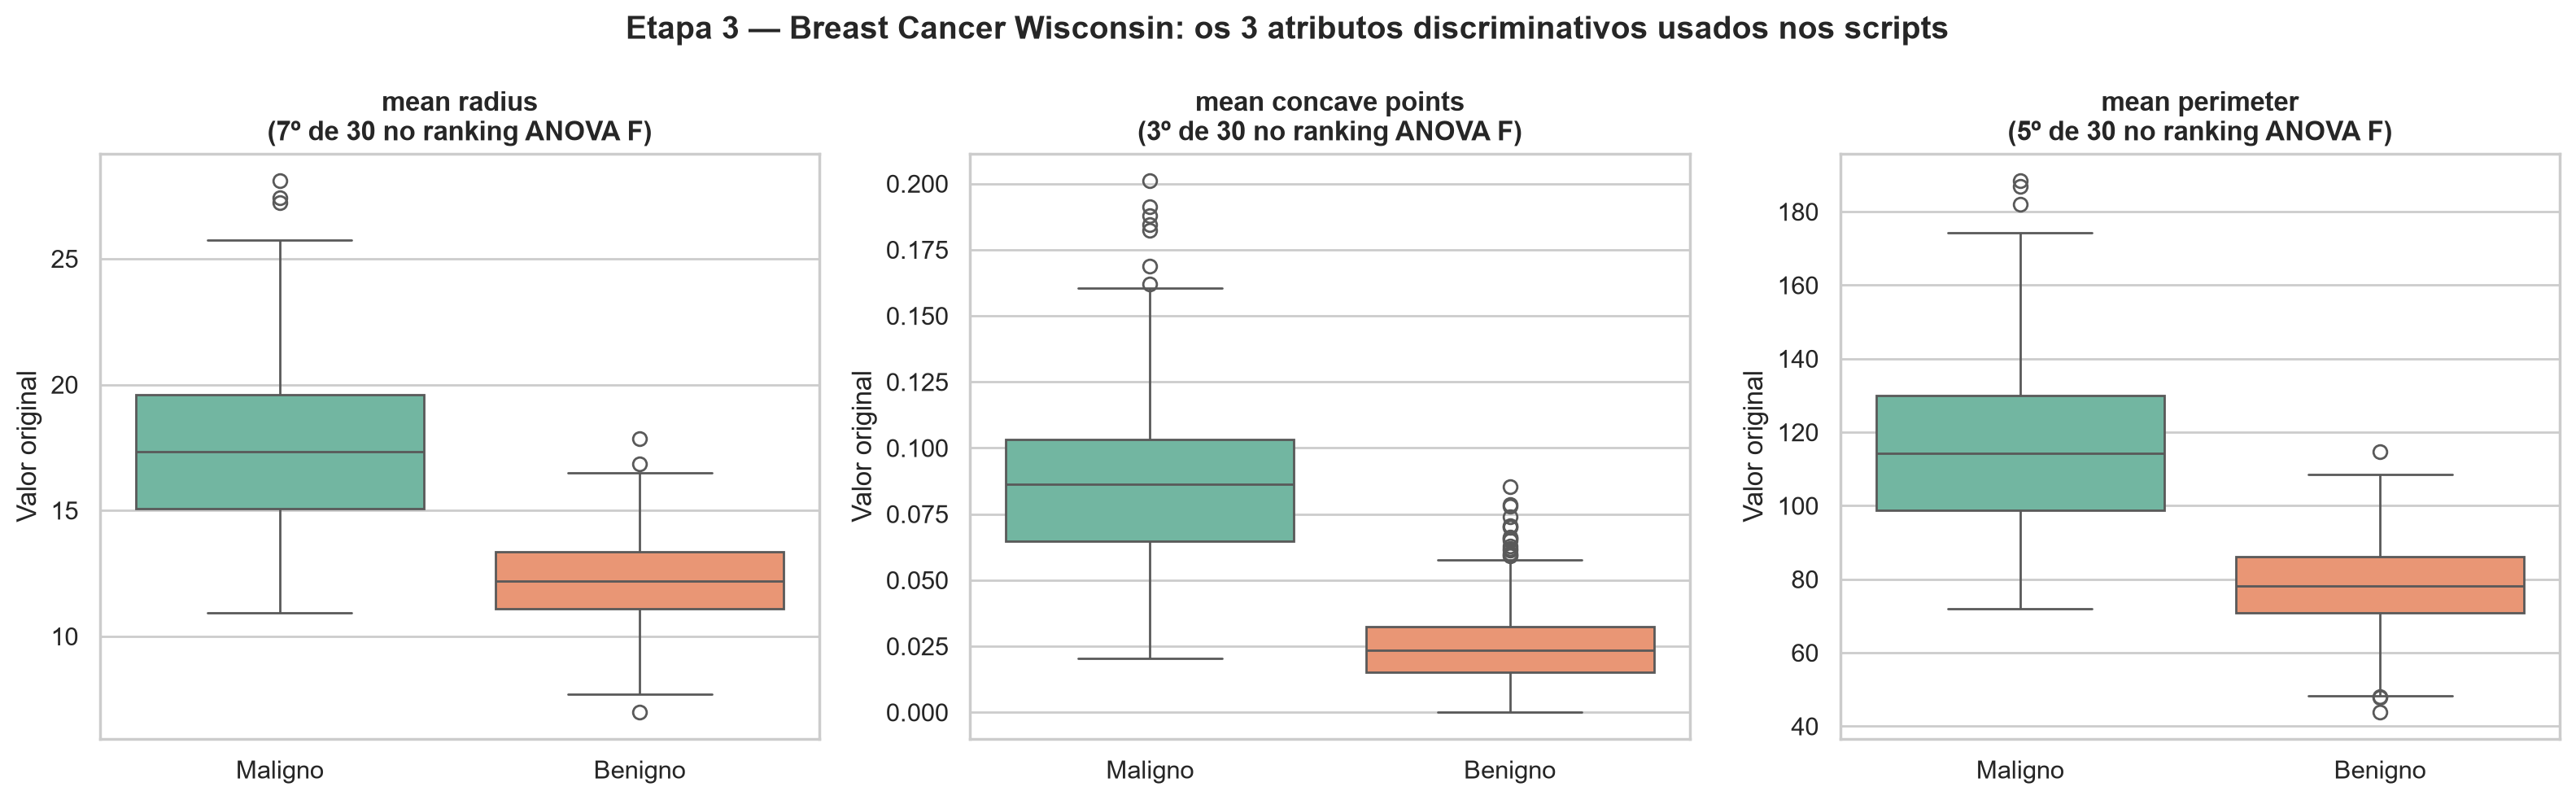 Etapa 3 — Breast Cancer Wisconsin: os 3 atributos discriminativos usados nos scripts
mean radius
(7º de 30 no ranking ANOVA F)
Valor original
25
20
15
10
Maligno
Benigno
mean concave points
(3º de 30 no ranking ANOVA F)
Valor original
0.200
0.175
0.150
0.125
0.100
0.075
0.050
0.025
0.000
Maligno
Benigno
mean perimeter
(5º de 30 no ranking ANOVA F)
Valor original
180
160
140
120
100
80
60
40
Maligno
Benigno